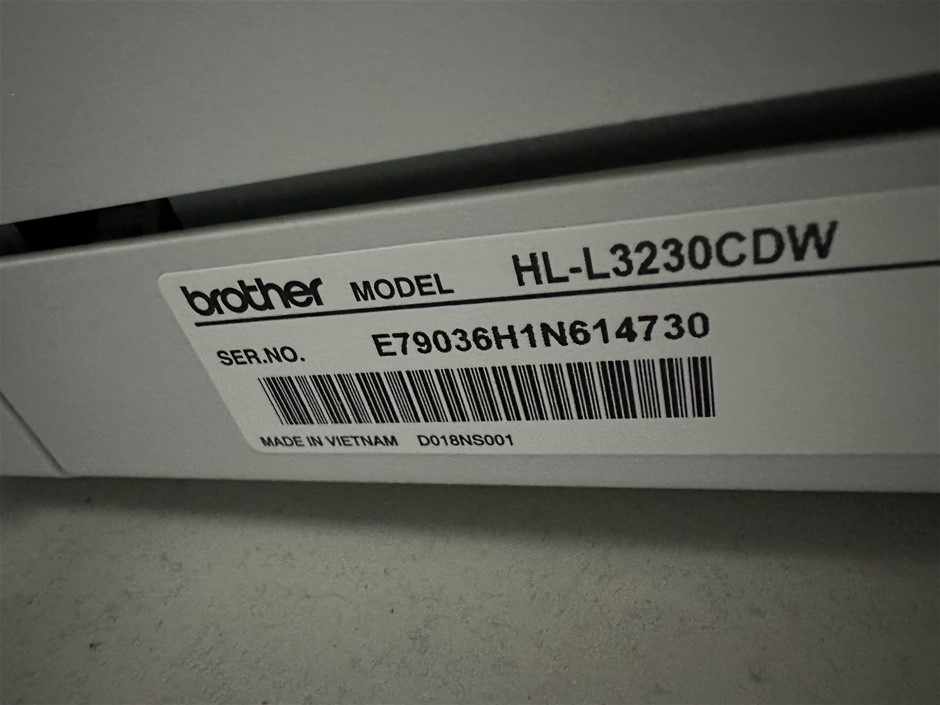 brother MODEL HL-L3230CDW
SER.NO. E79036H1N614730
MADE IN VIETNAM D018NS001